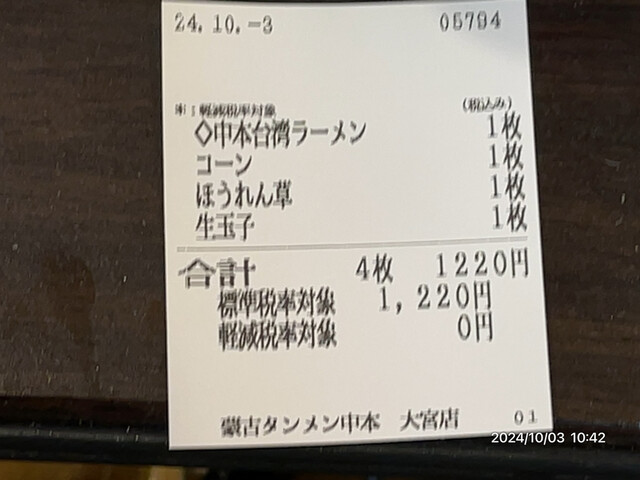 24.10.-3 05794
※：軽減税率対象 (税込み)
◇中本台湾ラーメン 1枚
コーン 1枚
ほうれん草 1枚
生玉子 1枚
合計 4枚 1220円
標準税率対象 1,220円
軽減税率対象 0円
蒙古タンメン中本 大宮店 01
2024/10/03 10:42